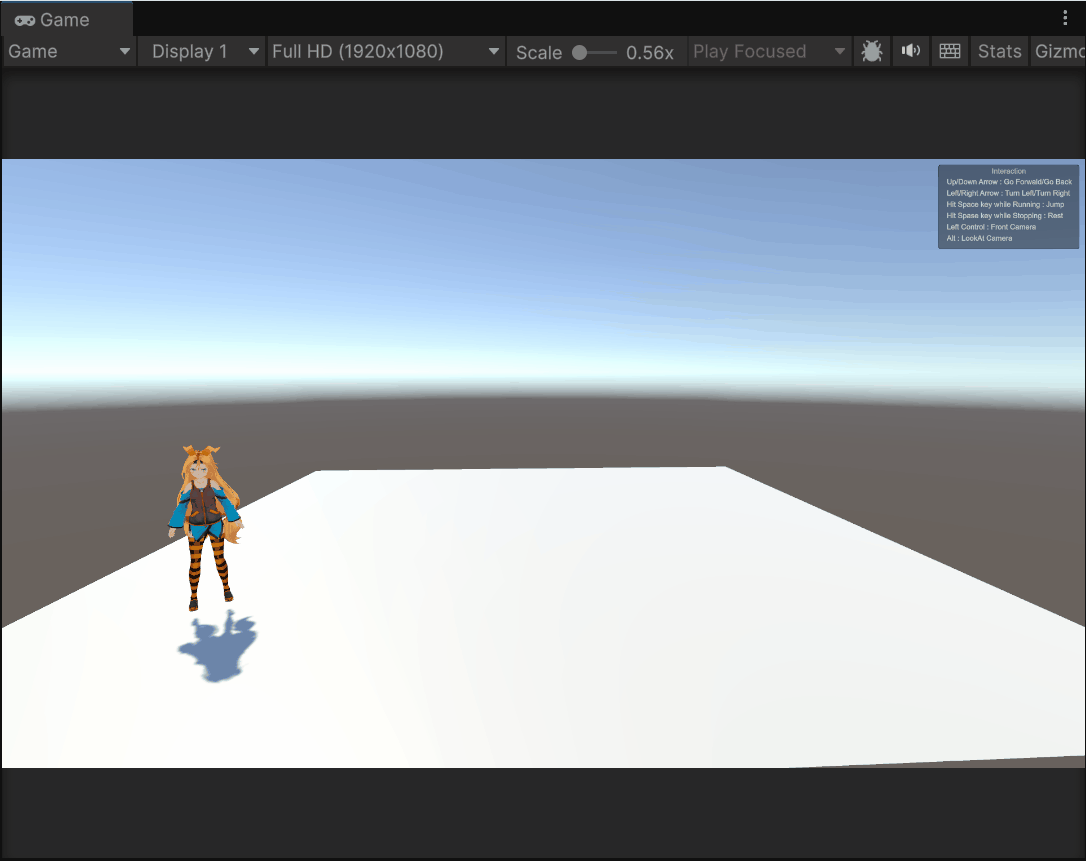 Game
Game
Display 1
Full HD (1920x1080)
Scale
0.56x
Play Focused
Stats
Gizmo
Interaction
Up/Down Arrow : Go Forwald/Go Back
Left/Right Arrow : Turn Left/Turn Right
Hit Space key while Running : Jump
Hit Spase key while Stopping : Rest
Left Control : Front Camera
Alt : LookAt Camera